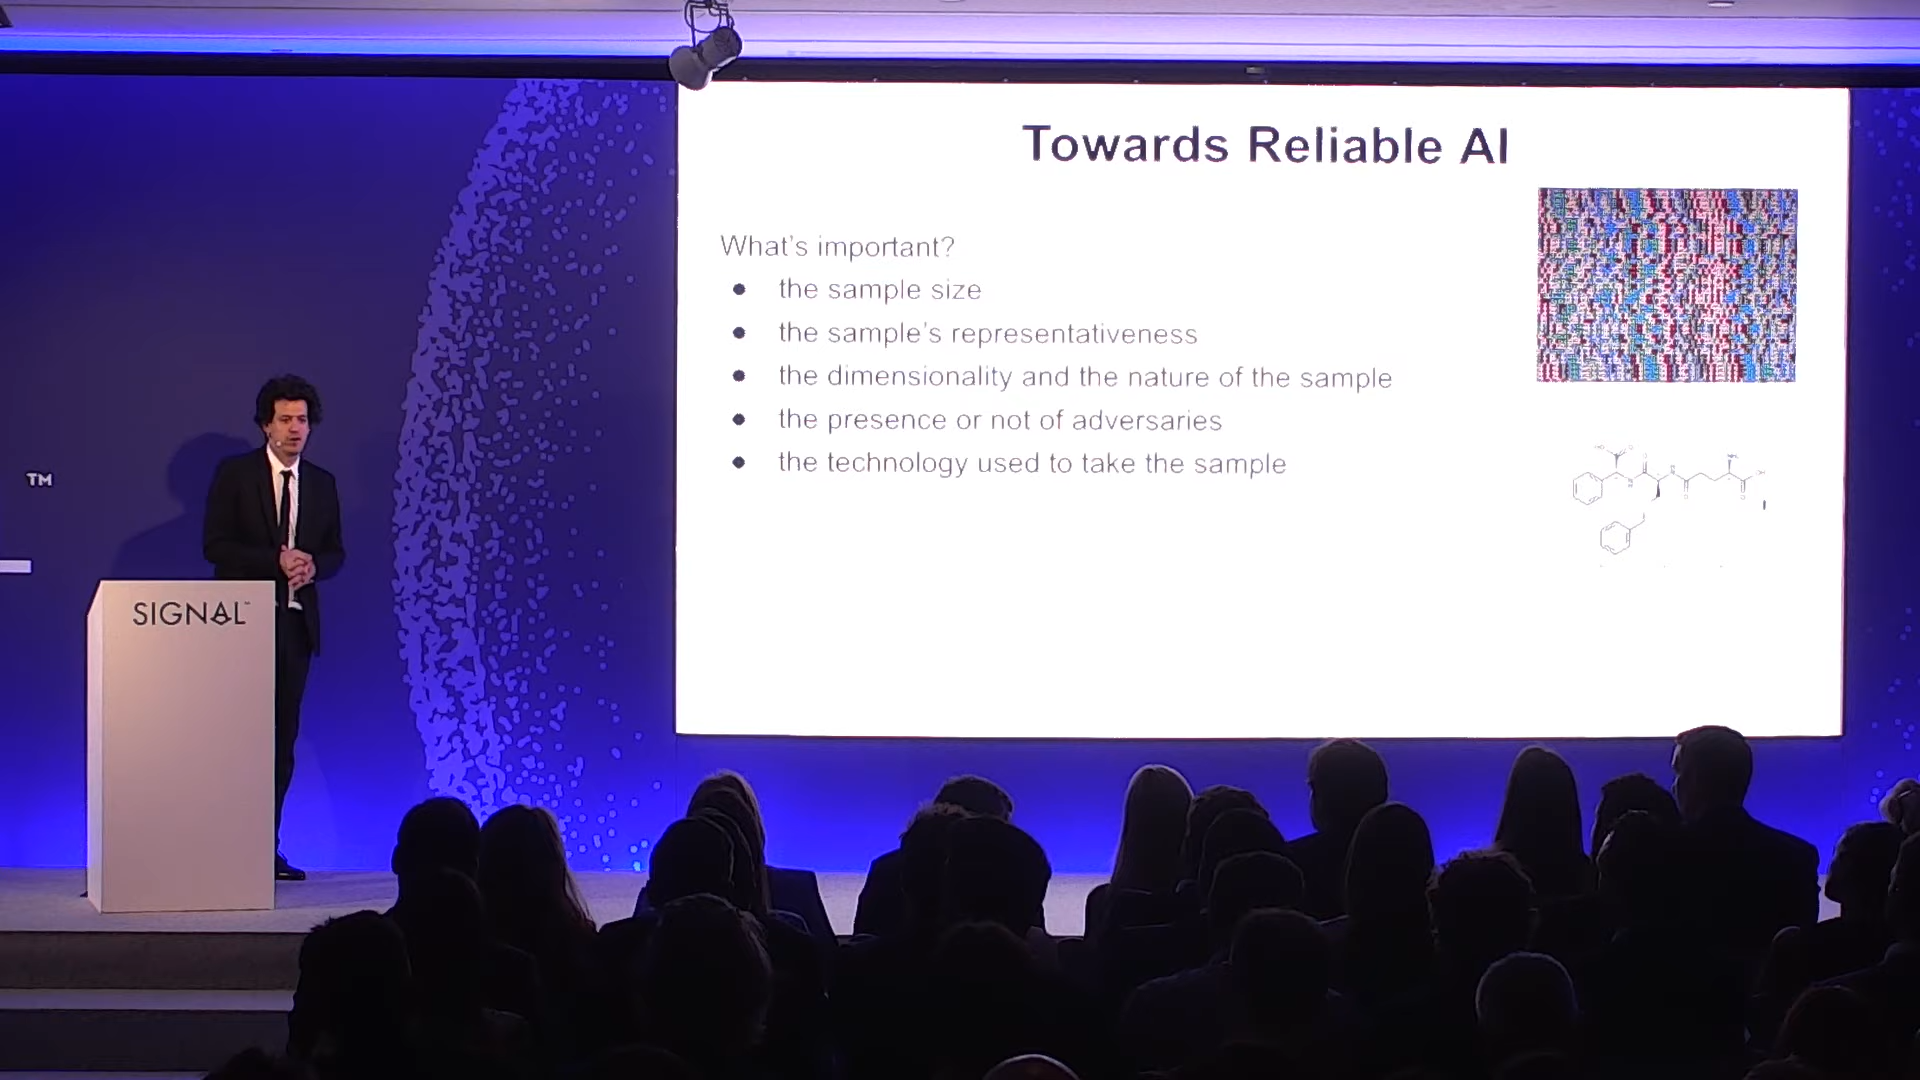 Towards Reliable AI
What's important?
● the sample size
● the sample's representativeness
● the dimensionality and the nature of the sample
● the presence or not of adversaries
● the technology used to take the sample
TM
SIGNAL™